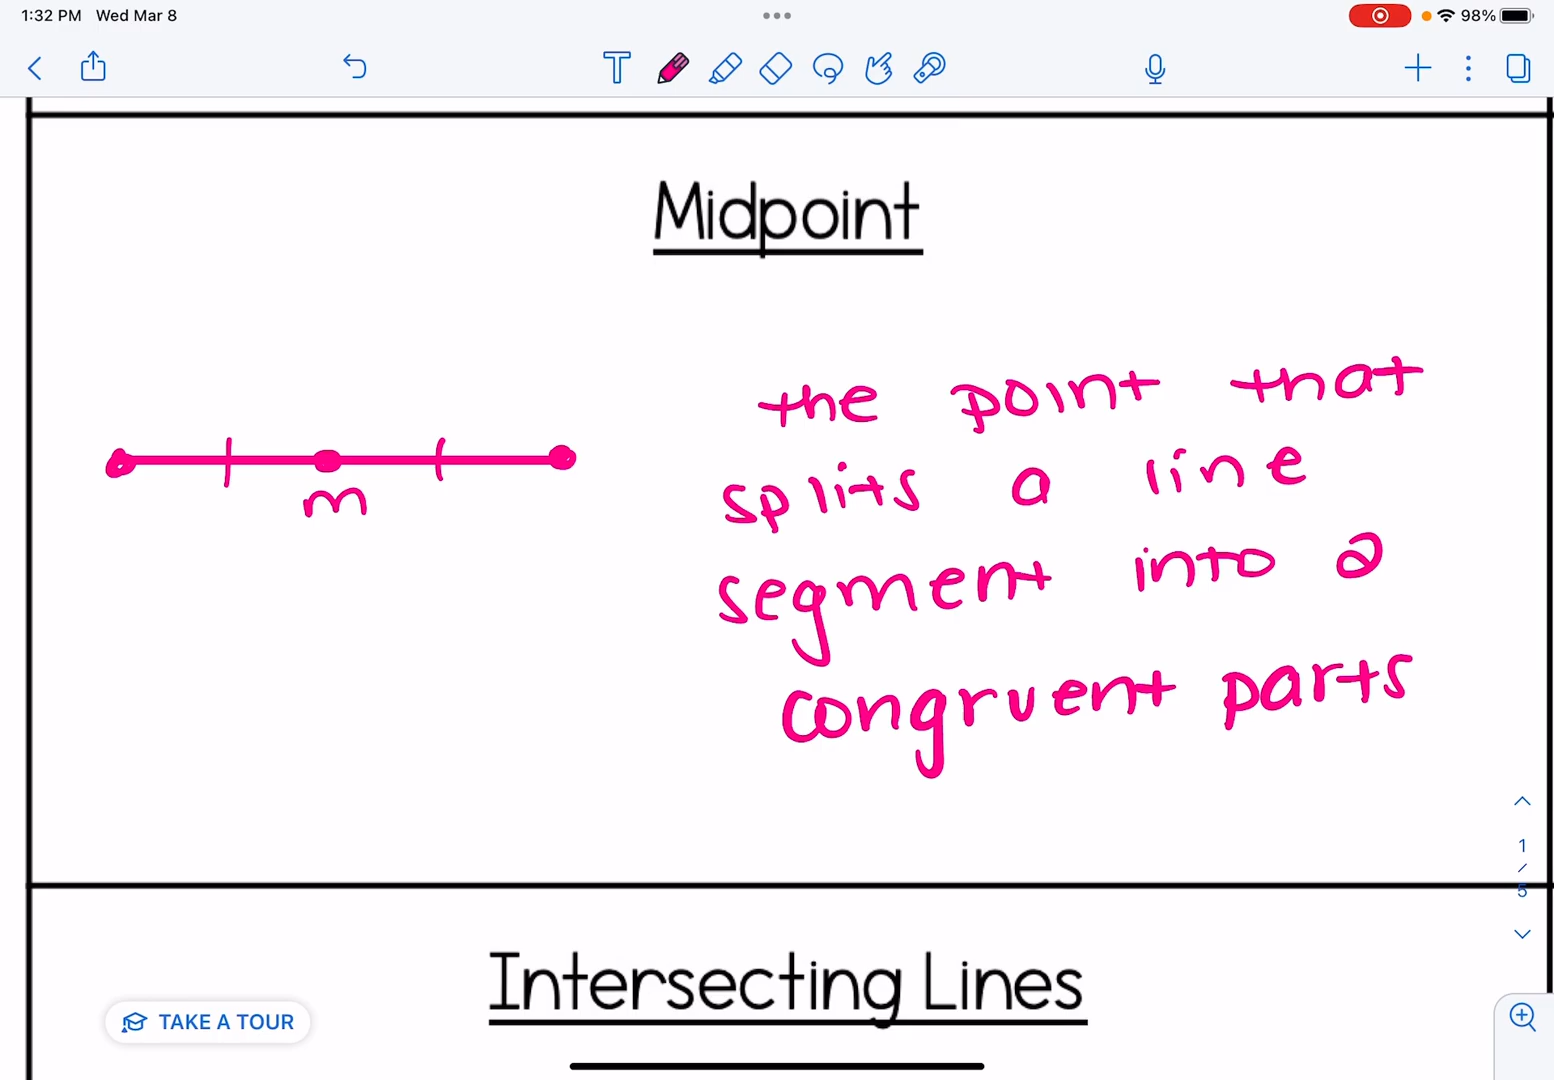 1:32 PM Wed Mar 8
98%
T
Midpoint
the point that
splits a line
m
segment into 2
congruent parts
1
/
5
Intersecting Lines
TAKE A TOUR